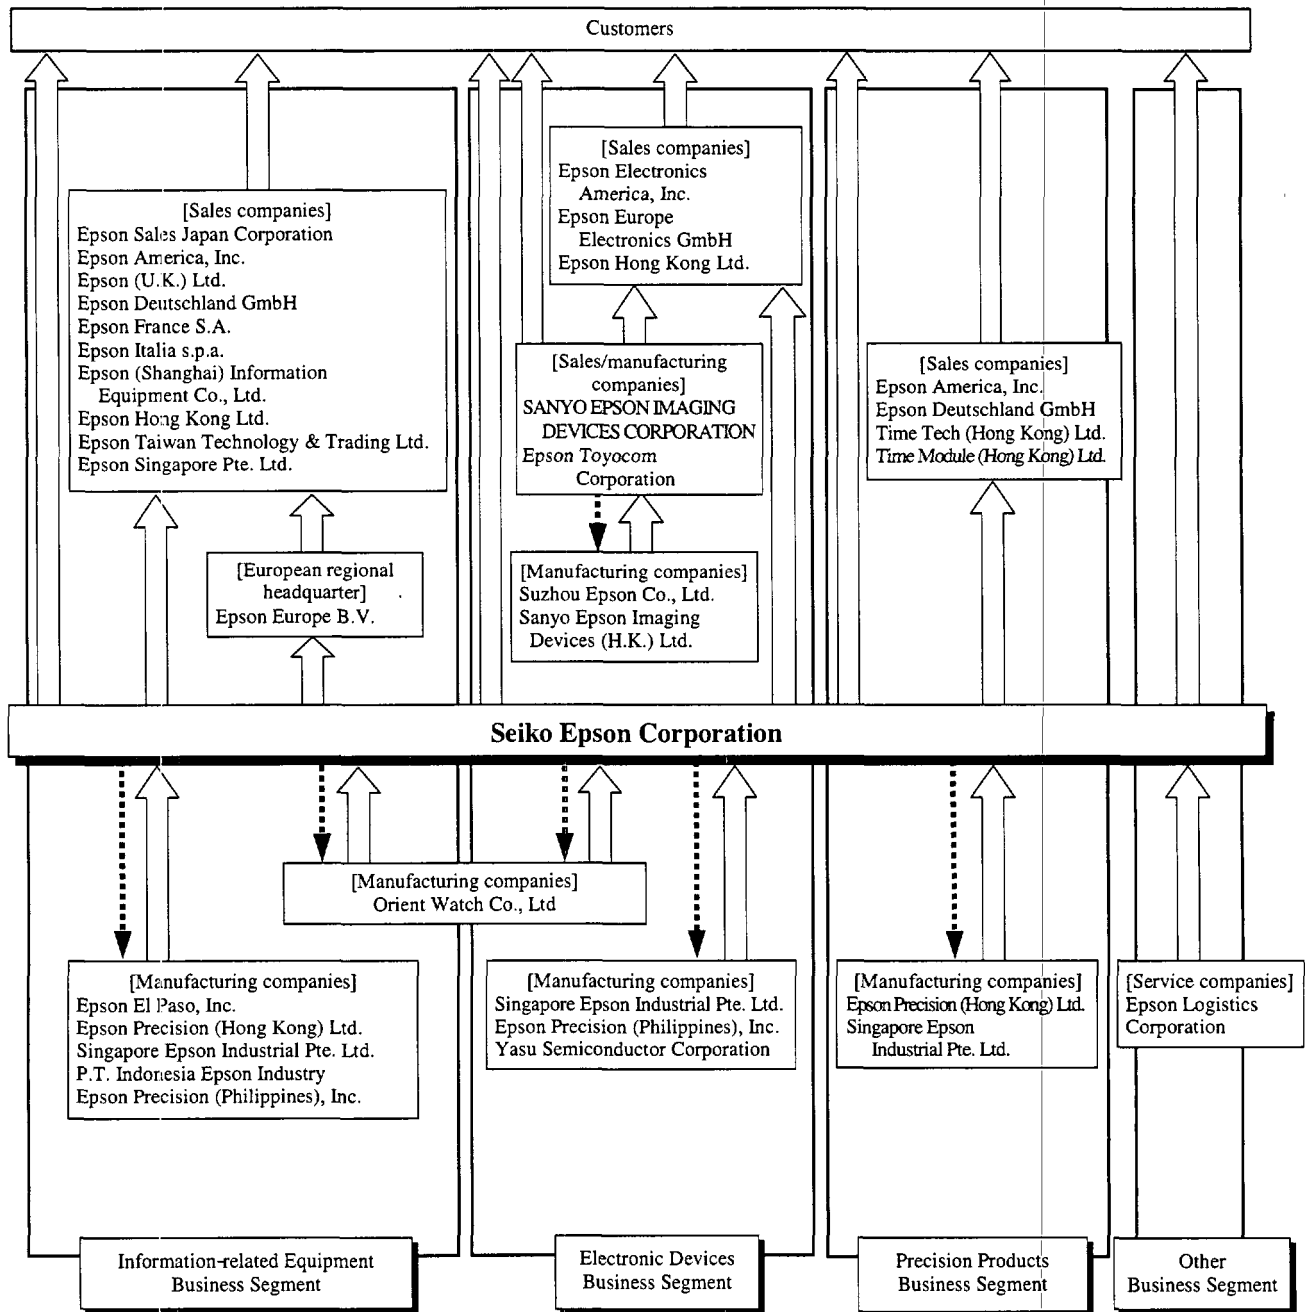 Customers
[Sales companies]
Epson Sales Japan Corporation
Epson America, Inc.
Epson (U.K.) Ltd.
Epson Deutschland GmbH
Epson France S.A.
Epson Italia s.p.a.
Epson (Shanghai) Information
Equipment Co., Ltd.
Epson Hong Kong Ltd.
Epson Taiwan Technology & Trading Ltd.
Epson Singapore Pte. Ltd.
[European regional
headquarter]
Epson Europe B.V.
[Sales companies]
Epson Electronics
America, Inc.
Epson Europe
Electronics GmbH
Epson Hong Kong Ltd.
[Sales/manufacturing
companies]
SANYO EPSON IMAGING
DEVICES CORPORATION
Epson Toyocom
Corporation
[Manufacturing companies]
Suzhou Epson Co., Ltd.
Sanyo Epson Imaging
Devices (H.K.) Ltd.
[Sales companies]
Epson America, Inc.
Epson Deutschland GmbH
Time Tech (Hong Kong) Ltd.
Time Module (Hong Kong) Ltd.
Seiko Epson Corporation
[Manufacturing companies]
Orient Watch Co., Ltd
[Manufacturing companies]
Epson El Paso, Inc.
Epson Precision (Hong Kong) Ltd.
Singapore Epson Industrial Pte. Ltd.
P.T. Indonesia Epson Industry
Epson Precision (Philippines), Inc.
[Manufacturing companies]
Singapore Epson Industrial Pte. Ltd.
Epson Precision (Philippines), Inc.
Yasu Semiconductor Corporation
[Manufacturing companies]
Epson Precision (Hong Kong) Ltd.
Singapore Epson
Industrial Pte. Ltd.
[Service companies]
Epson Logistics
Corporation
Information-related Equipment
Business Segment
Electronic Devices
Business Segment
Precision Products
Business Segment
Other
Business Segment